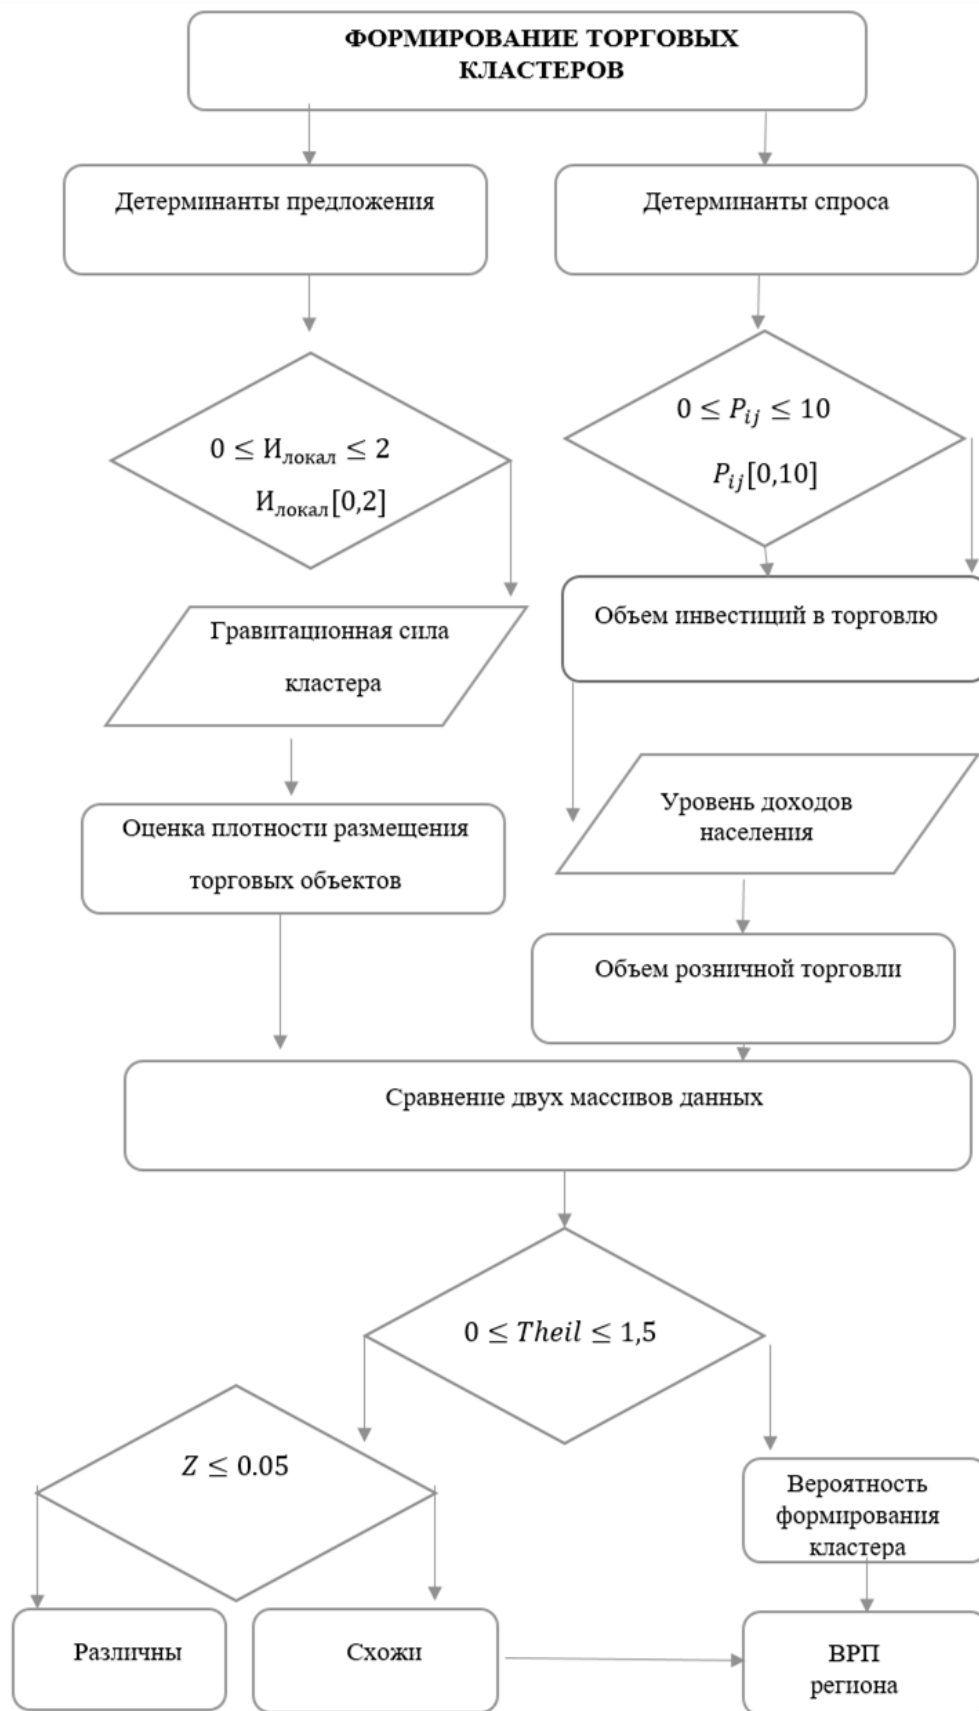 ФОРМИРОВАНИЕ ТОРГОВЫХ
КЛАСТЕРОВ
Детерминанты предложения
Детерминанты спроса
0 ≤ И_локал ≤ 2
И_локал[0,2]
0 ≤ P_ij ≤ 10
P_ij[0,10]
Гравитационная сила
кластера
Объем инвестиций в торговлю
Оценка плотности размещения
торговых объектов
Уровень доходов
населения
Объем розничной торговли
Сравнение двух массивов данных
0 ≤ Theil ≤ 1,5
Z ≤ 0.05
Вероятность
формирования
кластера
Различны
Схожи
ВРП
региона